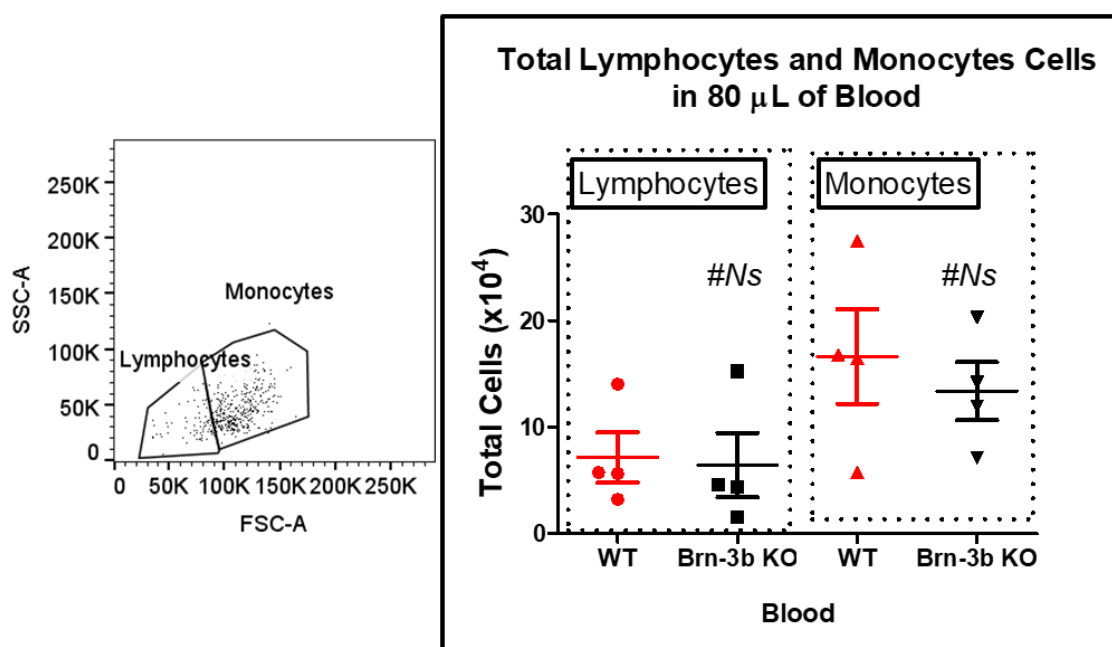 250K
200K
150K
100K
50K
0
SSC-A
Monocytes
Lymphocytes
0 50K 100K 150K 200K 250K
FSC-A
Total Lymphocytes and Monocytes Cells
in 80 µL of Blood
Lymphocytes
Monocytes
#Ns
#Ns
30
20
10
0
Total Cells (x10⁴)
WT Brn-3b KO WT Brn-3b KO
Blood